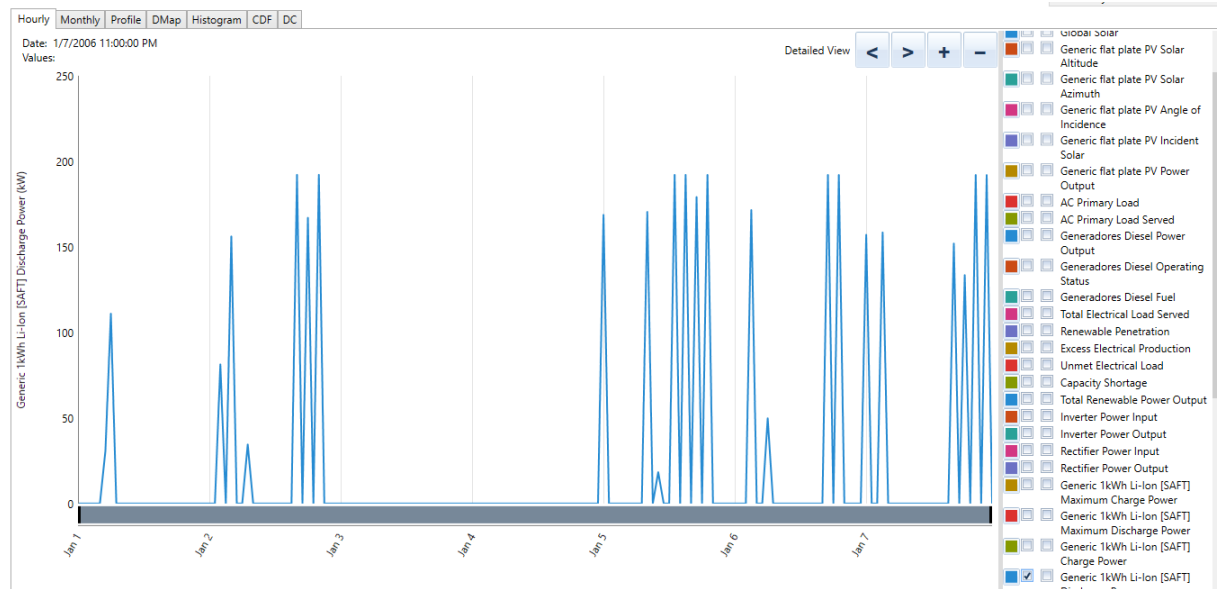 Hourly Monthly Profile DMap Histogram CDF DC
Date: 1/7/2006 11:00:00 PM
Values:
Detailed View < > + −
Generic 1kWh Li-Ion [SAFT] Discharge Power (kW)
250
200
150
100
50
0
Jan 1 Jan 2 Jan 3 Jan 4 Jan 5 Jan 6 Jan 7
Global Solar
Generic flat plate PV Solar
Altitude
Generic flat plate PV Solar
Azimuth
Generic flat plate PV Angle of
Incidence
Generic flat plate PV Incident
Solar
Generic flat plate PV Power
Output
AC Primary Load
AC Primary Load Served
Generadores Diesel Power
Output
Generadores Diesel Operating
Status
Generadores Diesel Fuel
Total Electrical Load Served
Renewable Penetration
Excess Electrical Production
Unmet Electrical Load
Capacity Shortage
Total Renewable Power Output
Inverter Power Input
Inverter Power Output
Rectifier Power Input
Rectifier Power Output
Generic 1kWh Li-Ion [SAFT]
Maximum Charge Power
Generic 1kWh Li-Ion [SAFT]
Maximum Discharge Power
Generic 1kWh Li-Ion [SAFT]
Charge Power
Generic 1kWh Li-Ion [SAFT]